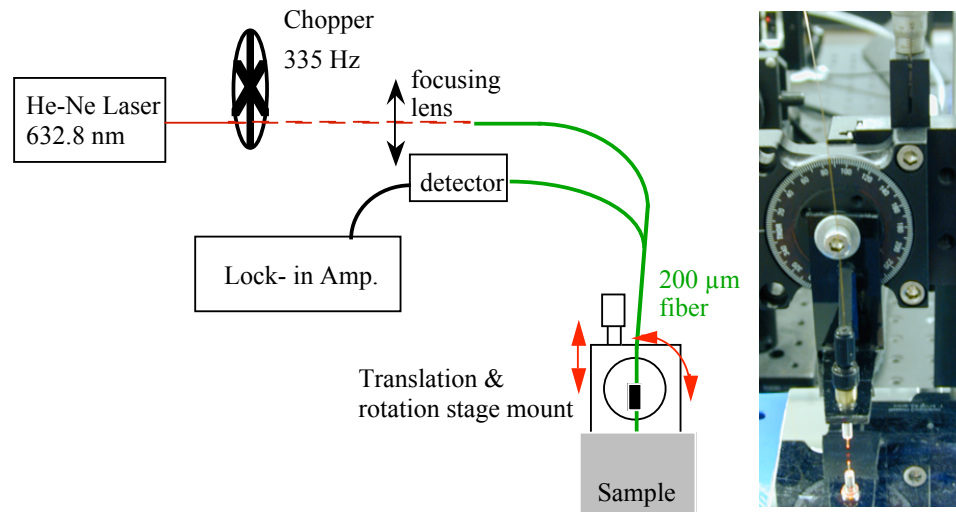 Chopper
335 Hz
He-Ne Laser
632.8 nm
focusing
lens
detector
Lock- in Amp.
200 µm
fiber
Translation &
rotation stage mount
Sample